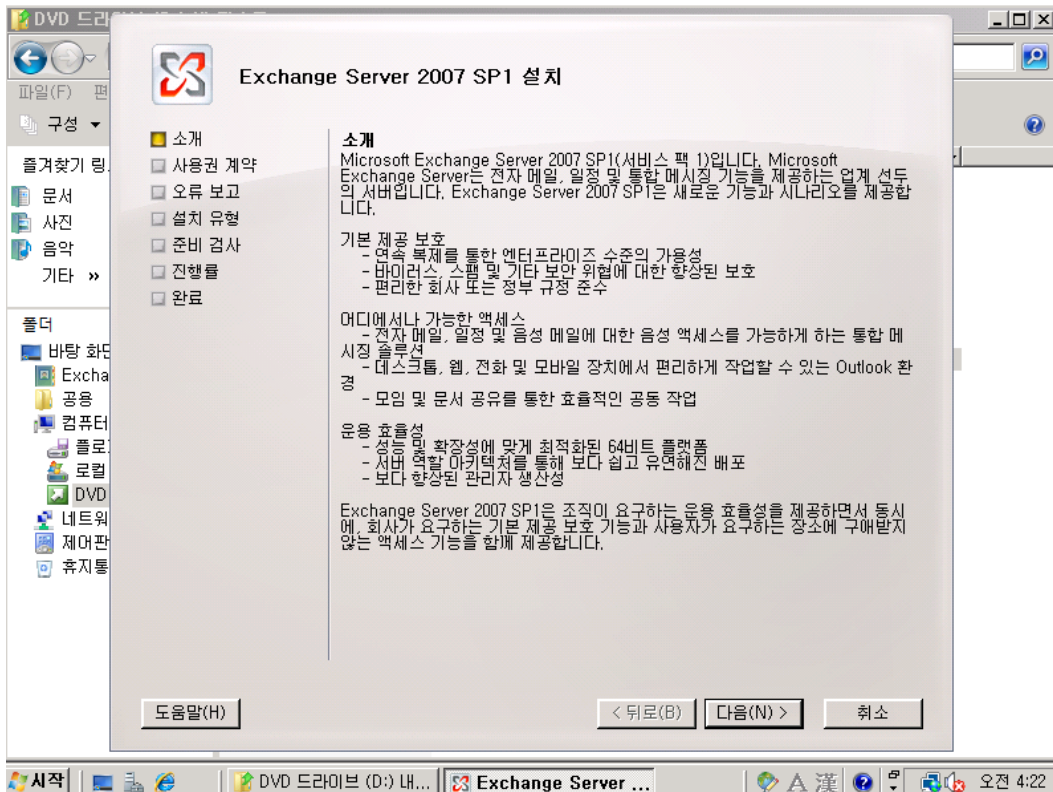 DVD 드라
Exchange Server 2007 SP1 설치
파일(F) 편
구성
즐겨찾기 링
문서
사진
음악
기타 »
폴더
바탕 화면
Excha
공용
컴퓨터
플로
로컬
DVD
네트워
제어판
휴지통
소개
사용권 계약
오류 보고
설치 유형
준비 검사
진행률
완료
소개
Microsoft Exchange Server 2007 SP1(서비스 팩 1)입니다. Microsoft
Exchange Server는 전자 메일, 일정 및 통합 메시징 기능을 제공하는 업계 선두
의 서버입니다. Exchange Server 2007 SP1은 새로운 기능과 시나리오를 제공합
니다.
기본 제공 보호
- 연속 복제를 통한 엔터프라이즈 수준의 가용성
- 바이러스, 스팸 및 기타 보안 위협에 대한 향상된 보호
- 편리한 회사 또는 정부 규정 준수
어디에서나 가능한 액세스
- 전자 메일, 일정 및 음성 메일에 대한 음성 액세스를 가능하게 하는 통합 메
시징 솔루션
- 데스크톱, 웹, 전화 및 모바일 장치에서 편리하게 작업할 수 있는 Outlook 환
경
- 모임 및 문서 공유를 통한 효율적인 공동 작업
운용 효율성
- 성능 및 확장성에 맞게 최적화된 64비트 플랫폼
- 서버 역할 아키텍처를 통해 보다 쉽고 유연해진 배포
- 보다 향상된 관리자 생산성
Exchange Server 2007 SP1은 조직이 요구하는 운용 효율성을 제공하면서 동시
에, 회사가 요구하는 기본 제공 보호 기능과 사용자가 요구하는 장소에 구애받지
않는 액세스 기능을 함께 제공합니다.
도움말(H)
< 뒤로(B) 다음(N) > 취소
시작 DVD 드라이브 (D:) 내... Exchange Server ... A 漢 오전 4:22